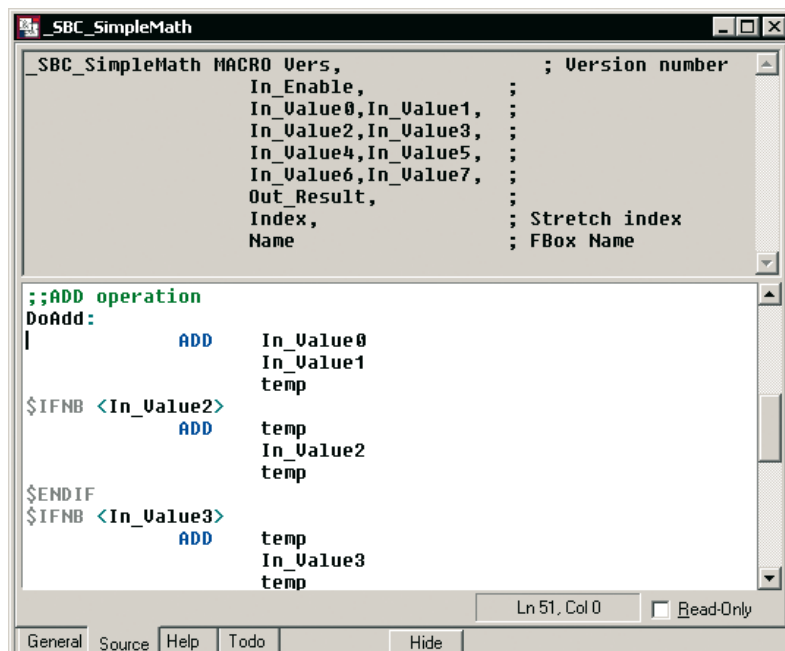 _SBC_SimpleMath
_SBC_SimpleMath MACRO Vers, ; Version number
In_Enable, ;
In_Value0,In_Value1, ;
In_Value2,In_Value3, ;
In_Value4,In_Value5, ;
In_Value6,In_Value7, ;
Out_Result, ;
Index, ; Stretch index
Name ; FBox Name
;;ADD operation
DoAdd:
ADD In_Value0
In_Value1
temp
$IFNB <In_Value2>
ADD temp
In_Value2
temp
$ENDIF
$IFNB <In_Value3>
ADD temp
In_Value3
temp
Ln 51, Col 0 Read-Only
General Source Help Todo Hide